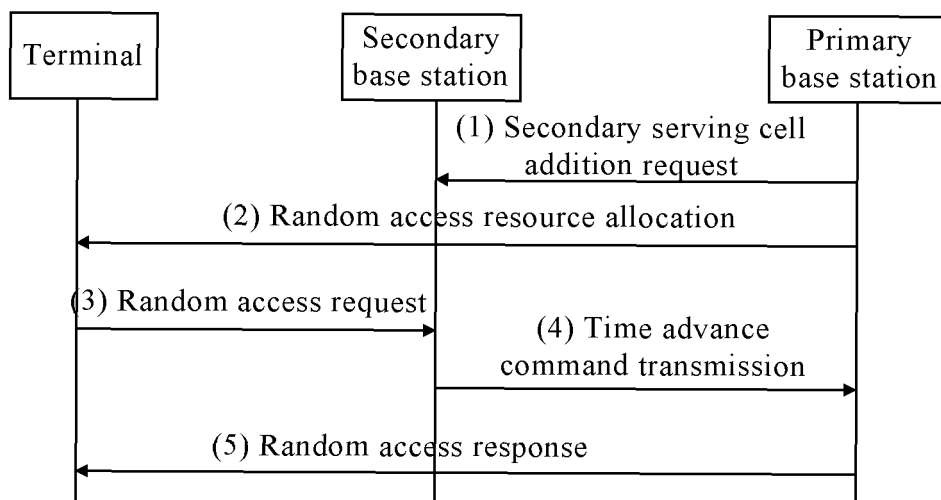 Terminal
Secondary
base station
Primary
base station
(1) Secondary serving cell
addition request
(2) Random access resource allocation
(3) Random access request
(4) Time advance
command transmission
(5) Random access response